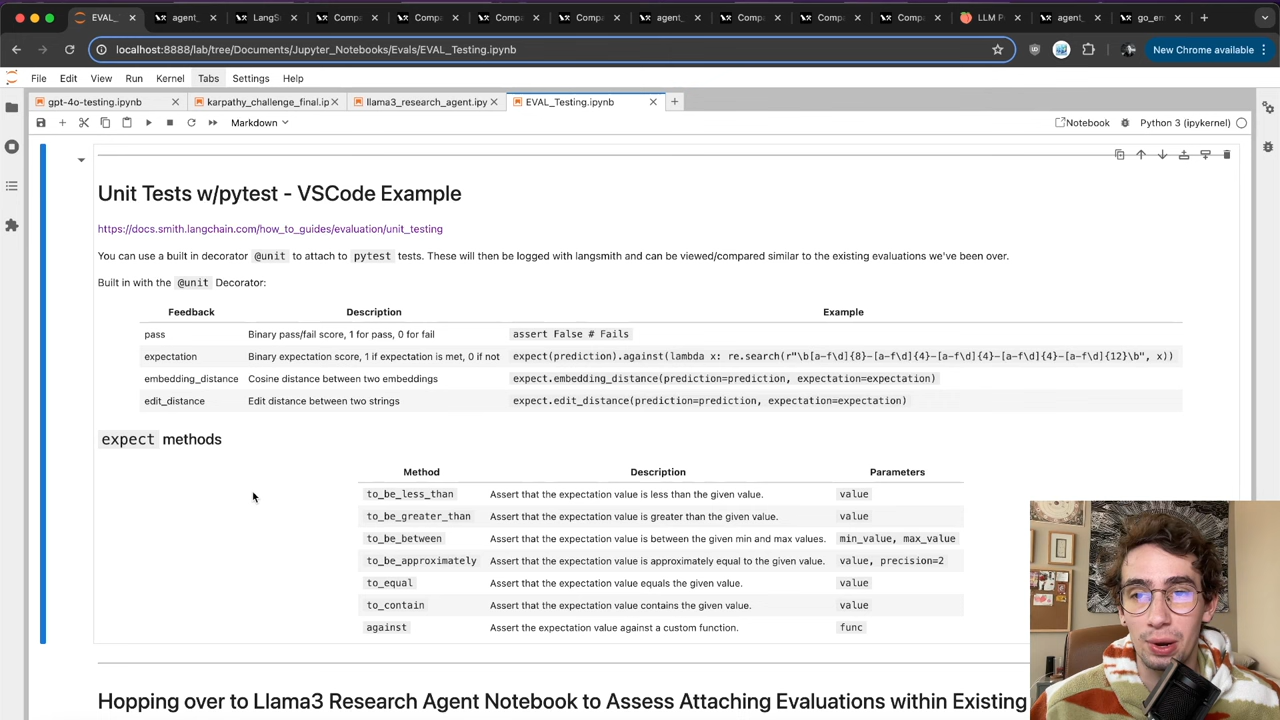 EVAL_
agent_
LangS
Compa
Compa
Compa
Compa
agent_
Compa
Compa
Compa
LLM P
agent_
go_em
localhost:8888/lab/tree/Documents/Jupyter_Notebooks/Evals/EVAL_Testing.ipynb
New Chrome available
File Edit View Run Kernel Tabs Settings Help
gpt-4o-testing.ipynb
karpathy_challenge_final.ip
llama3_research_agent.ipy
EVAL_Testing.ipynb
Markdown
Notebook
Python 3 (ipykernel)
Unit Tests w/pytest - VSCode Example
https://docs.smith.langchain.com/how_to_guides/evaluation/unit_testing
You can use a built in decorator @unit to attach to pytest tests. These will then be logged with langsmith and can be viewed/compared similar to the existing evaluations we've been over.
Built in with the @unit Decorator:
Feedback Description Example
pass Binary pass/fail score, 1 for pass, 0 for fail assert False # Fails
expectation Binary expectation score, 1 if expectation is met, 0 if not expect(prediction).against(lambda x: re.search(r"\b[a-f\d]{8}-[a-f\d]{4}-[a-f\d]{4}-[a-f\d]{4}-[a-f\d]{12}\b", x))
embedding_distance Cosine distance between two embeddings expect.embedding_distance(prediction=prediction, expectation=expectation)
edit_distance Edit distance between two strings expect.edit_distance(prediction=prediction, expectation=expectation)
expect methods
Method Description Parameters
to_be_less_than Assert that the expectation value is less than the given value. value
to_be_greater_than Assert that the expectation value is greater than the given value. value
to_be_between Assert that the expectation value is between the given min and max values. min_value, max_value
to_be_approximately Assert that the expectation value is approximately equal to the given value. value, precision=2
to_equal Assert that the expectation value equals the given value. value
to_contain Assert that the expectation value contains the given value. value
against Assert the expectation value against a custom function. func
Hopping over to Llama3 Research Agent Notebook to Assess Attaching Evaluations within Existing